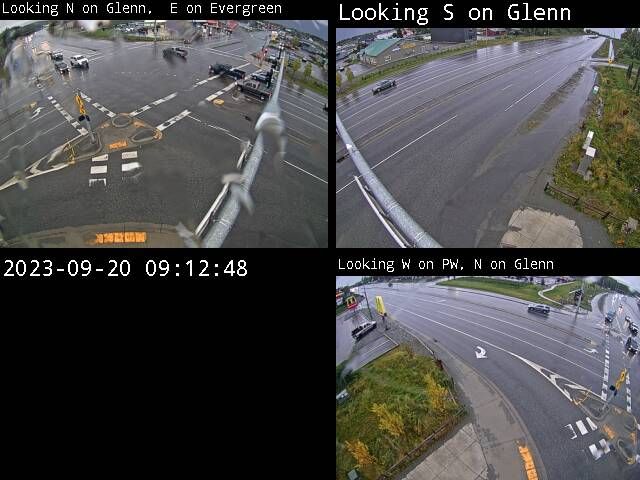 Looking N on Glenn,  E on Evergreen
Looking S on Glenn
2023-09-20 09:12:48
Looking W on PW, N on Glenn